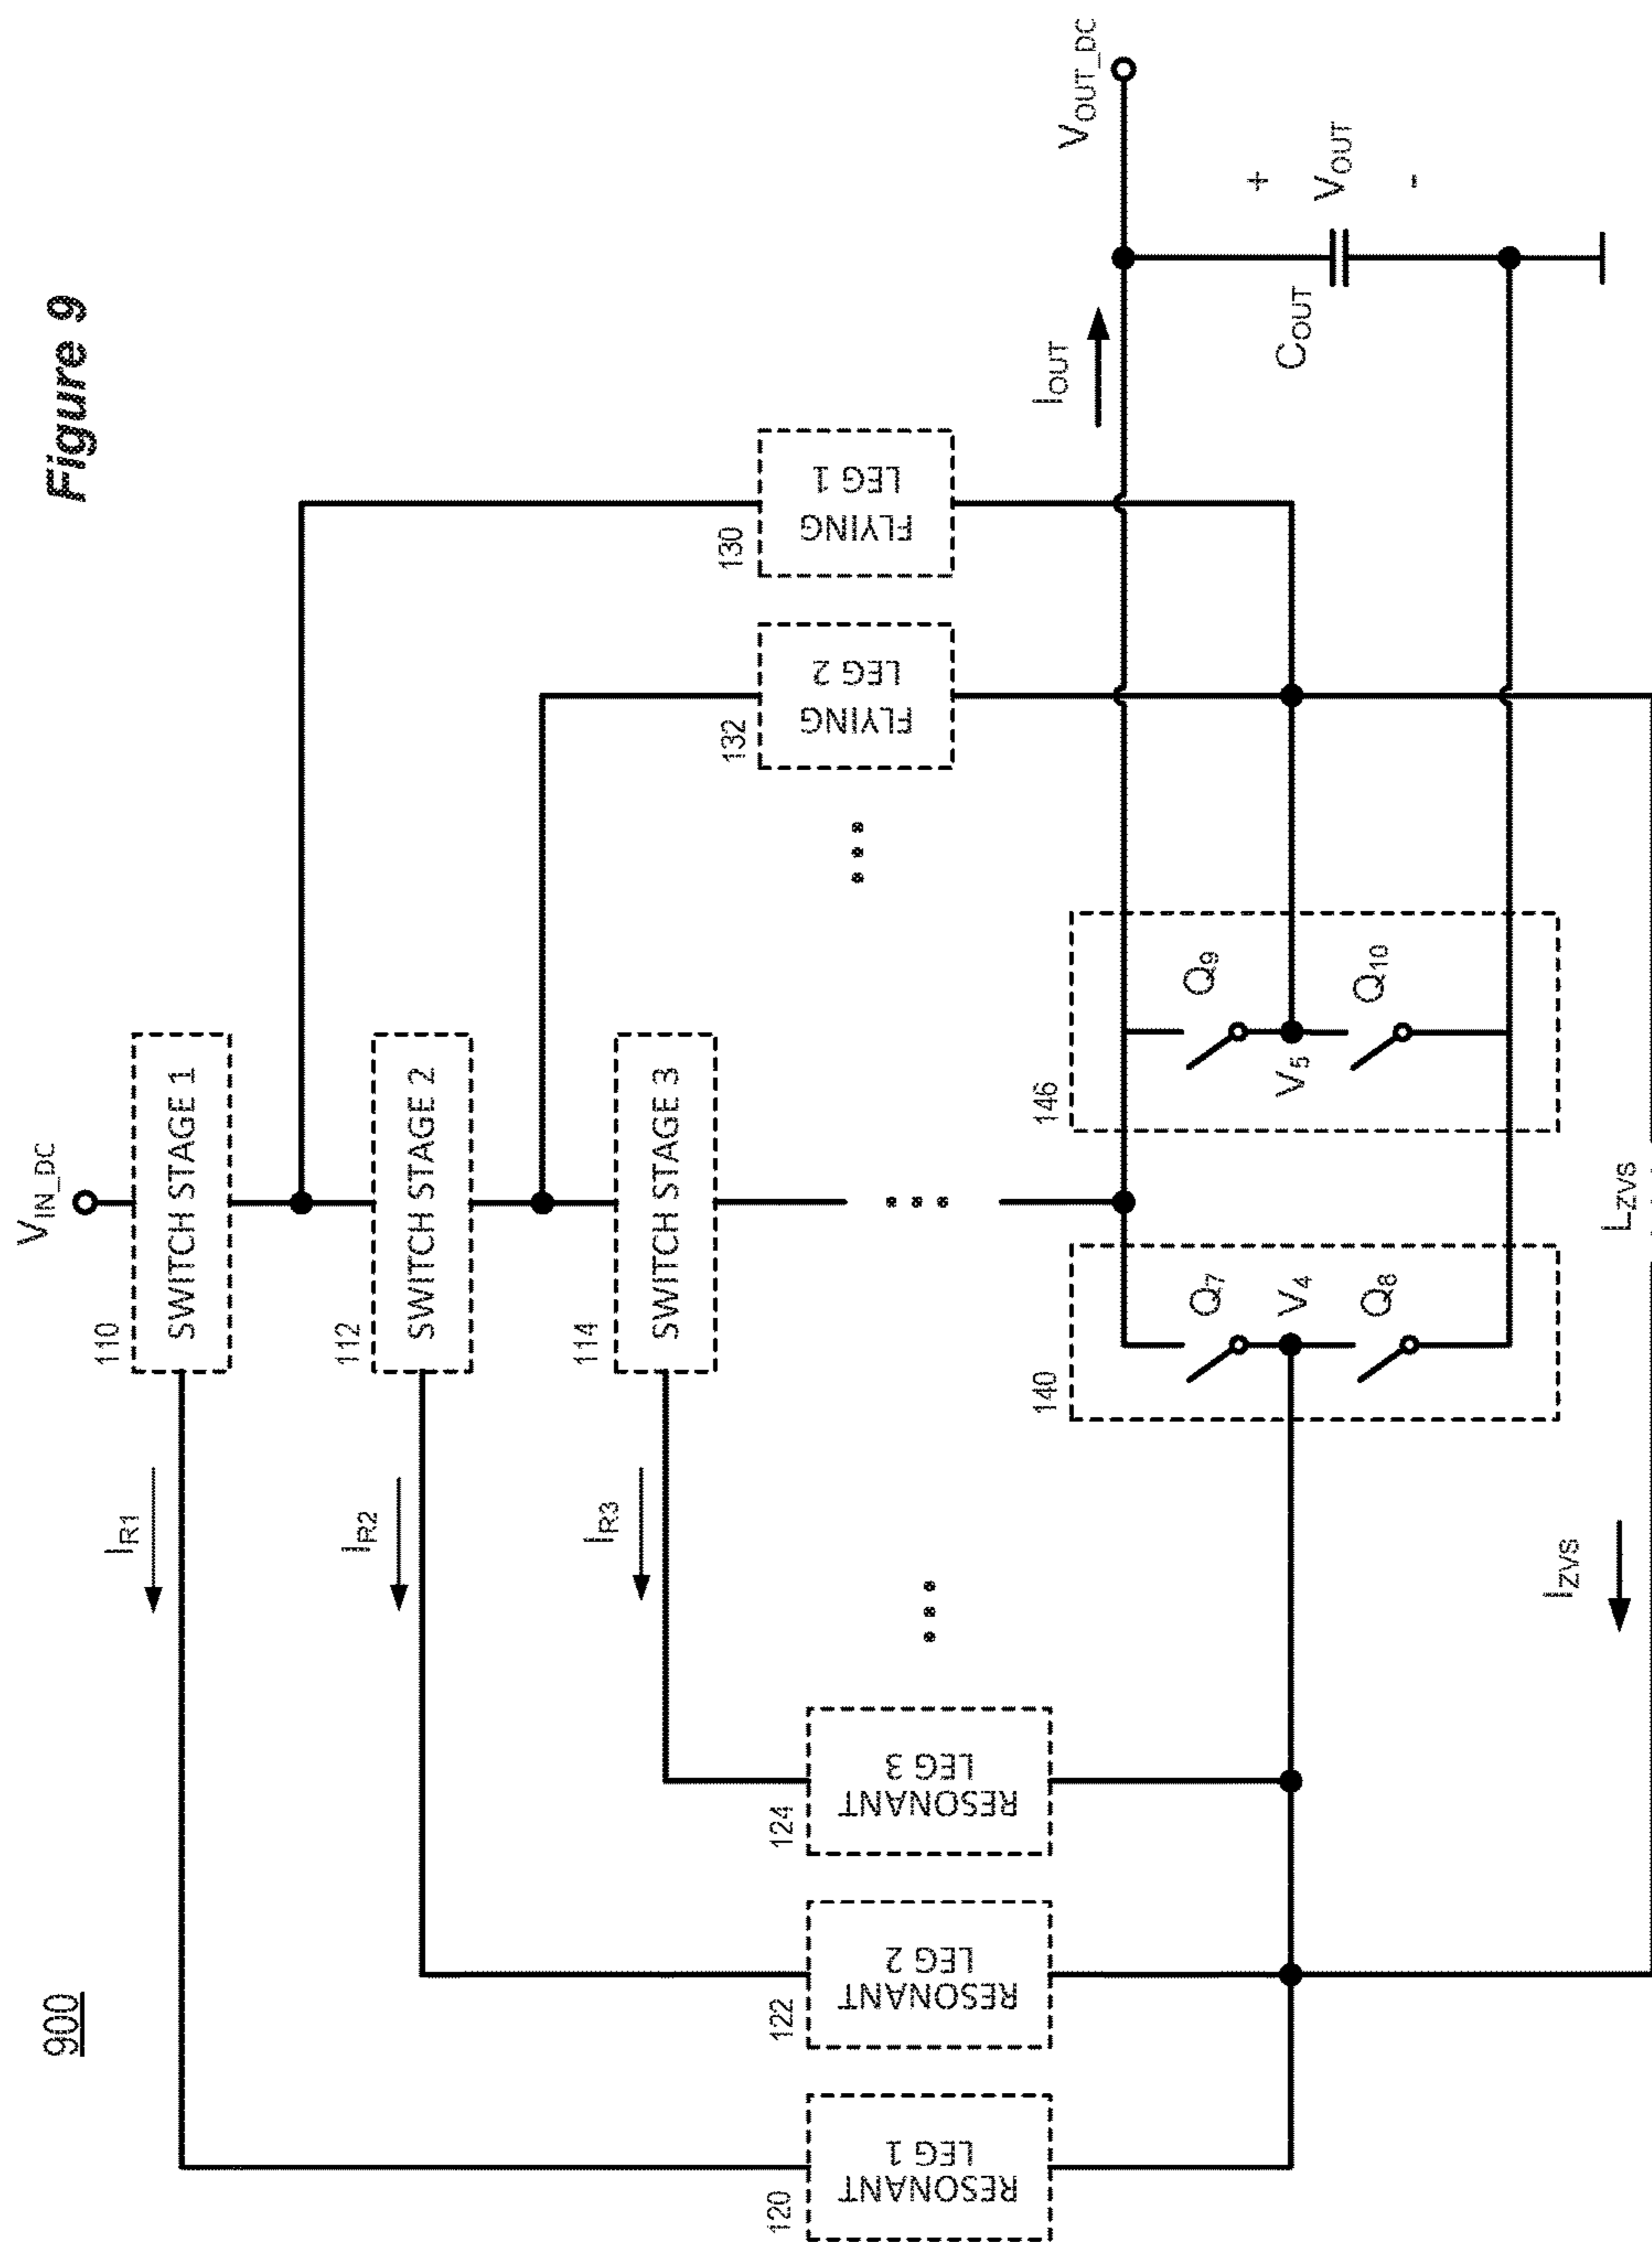 900
Figure 9
V_IN_DC
110
SWITCH STAGE 1
I_R1
112
SWITCH STAGE 2
I_R2
114
SWITCH STAGE 3
I_R3
120
RESONANT
LEG 1
122
RESONANT
LEG 2
124
RESONANT
LEG 3
...
...
132
FLYING
LEG 2
130
FLYING
LEG 1
...
I_OUT
V_OUT_DC
140
Q7
V4
Q8
146
Q9
V5
Q10
C_OUT
+
V_OUT
-
I_ZVS
L_ZVS